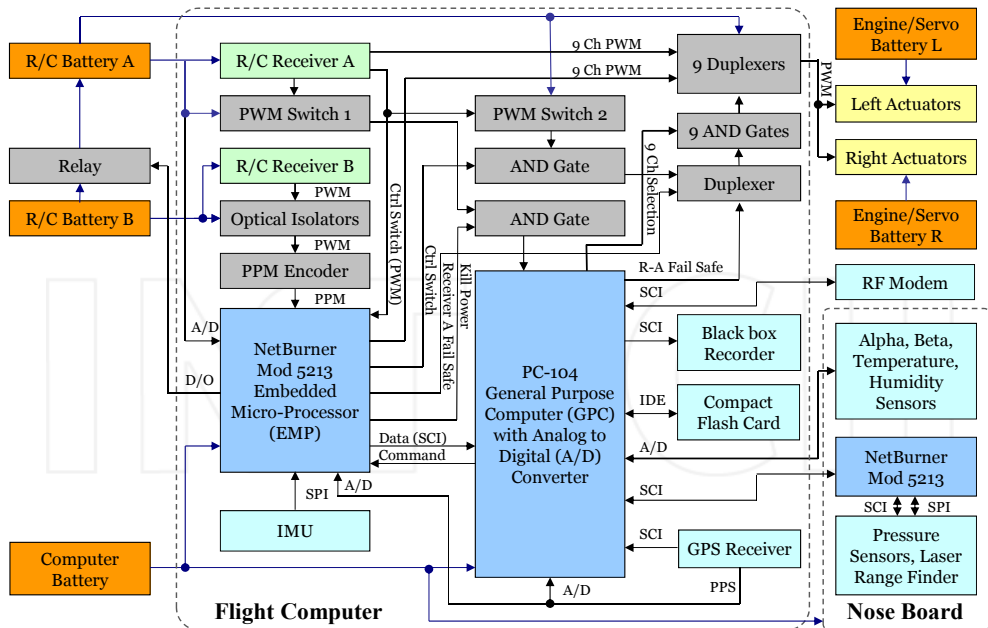 R/C Battery A
R/C Receiver A
9 Ch PWM
9 Ch PWM
9 Duplexers
PWM
Engine/Servo
Battery L
Left Actuators
PWM Switch 1
PWM Switch 2
9 AND Gates
Right Actuators
Relay
R/C Receiver B
AND Gate
Duplexer
9 Ch Selection
R/C Battery B
PWM
Optical Isolators
AND Gate
Engine/Servo
Battery R
PWM
PPM Encoder
PPM
Ctrl Switch (PWM)
Ctrl Switch
Receiver A Fail Safe
Kill Power
R-A Fail Safe
SCI
RF Modem
A/D
D/O
NetBurner
Mod 5213
Embedded
Micro-Processor
(EMP)
PC-104
General Purpose
Computer (GPC)
with Analog to
Digital (A/D)
Converter
SCI
Black box
Recorder
IDE
Compact
Flash Card
Alpha, Beta,
Temperature,
Humidity
Sensors
Data (SCI)
Command
A/D
SPI
A/D
IMU
SCI
NetBurner
Mod 5213
SCI
SPI
Computer
Battery
SCI
GPS Receiver
Pressure
Sensors, Laser
Range Finder
A/D
PPS
Flight Computer
Nose Board